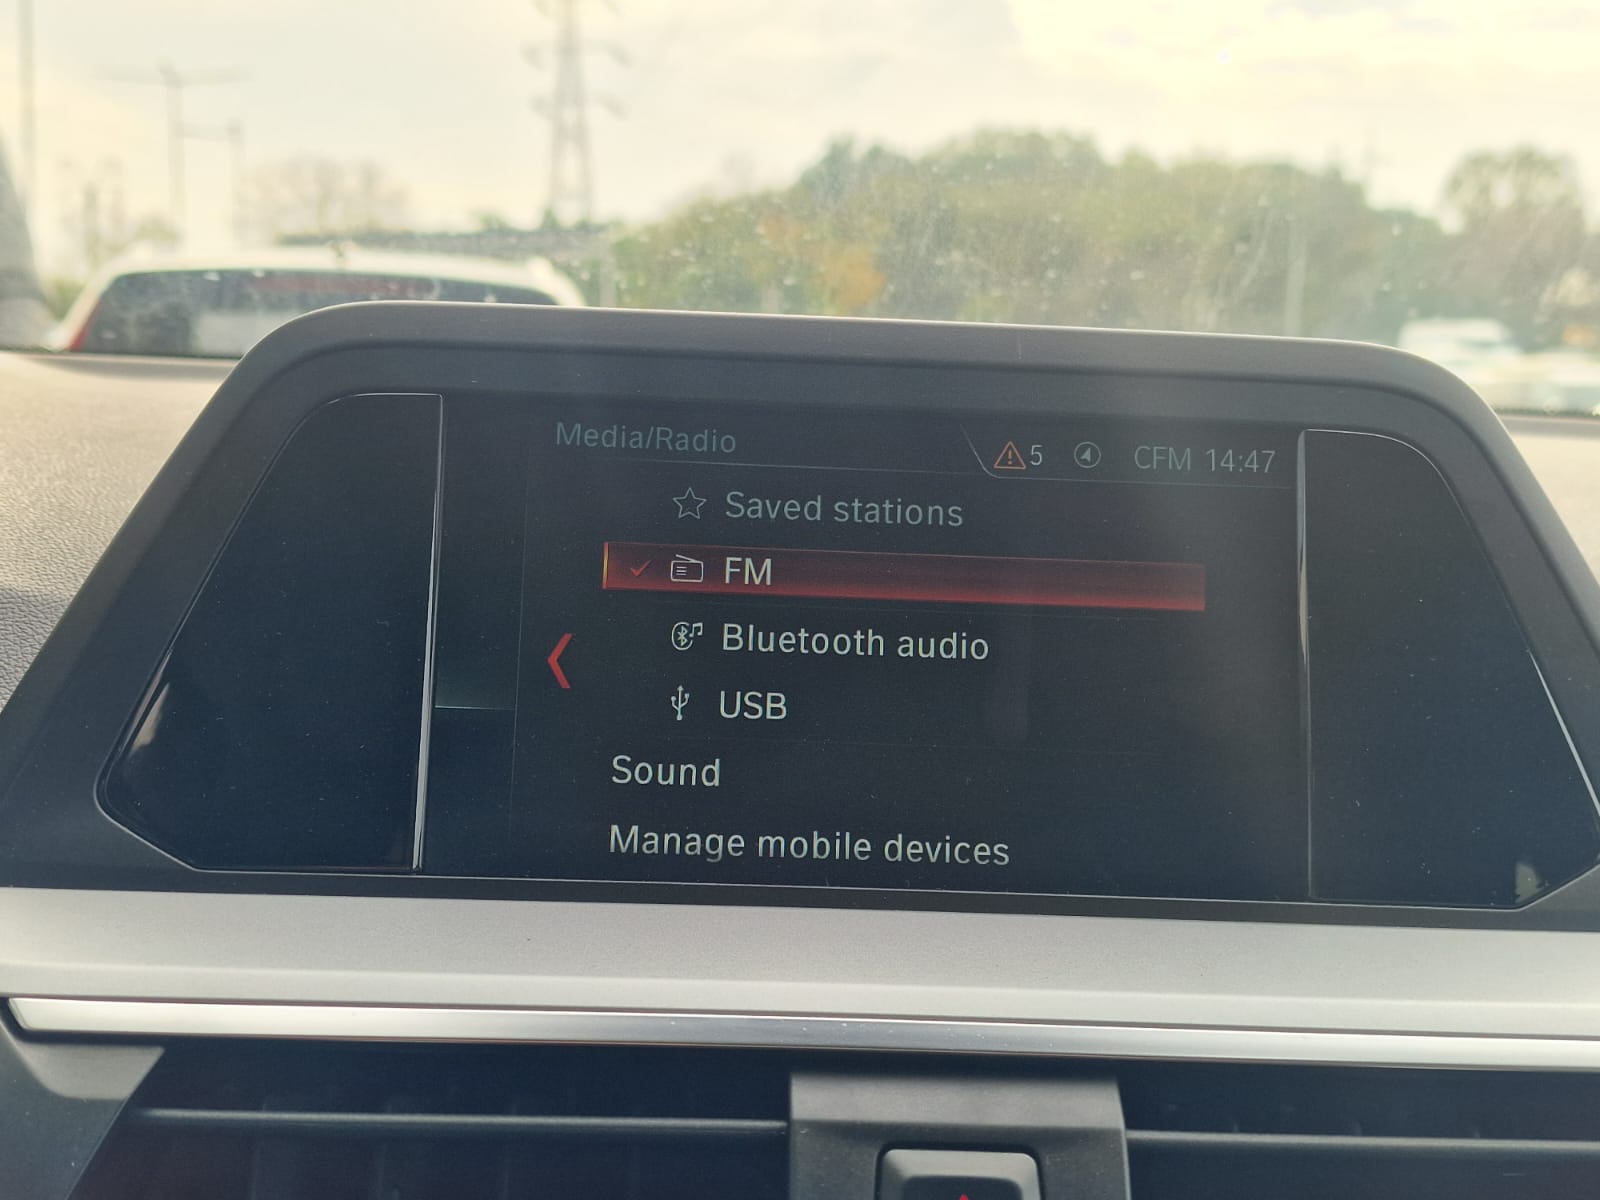 Media/Radio
5 CFM 14:47
Saved stations
FM
Bluetooth audio
USB
Sound
Manage mobile devices